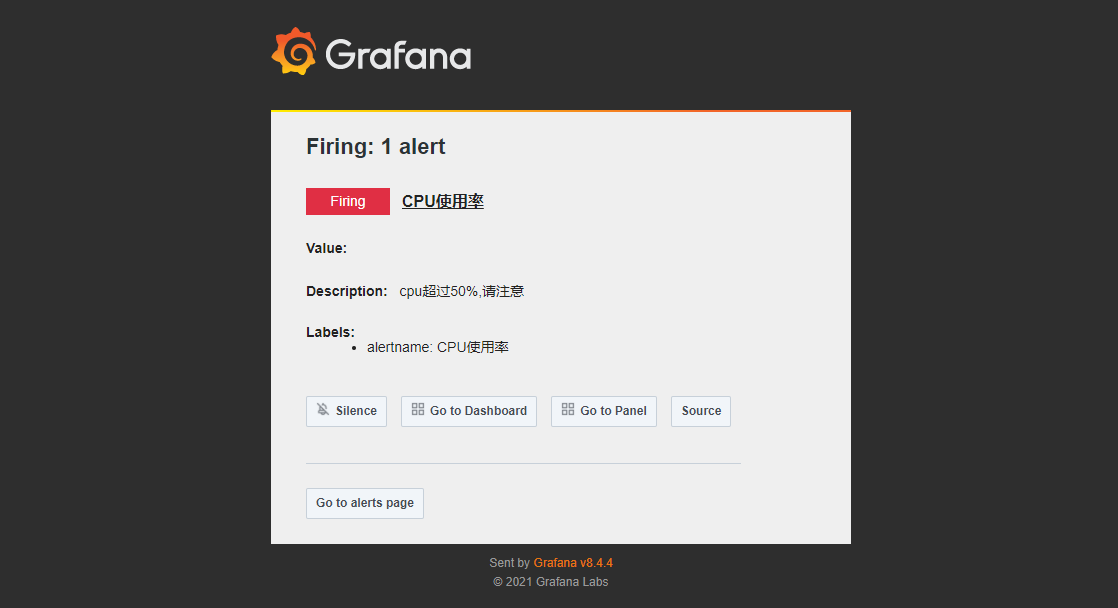 Grafana
Firing: 1 alert
Firing CPU使用率
Value:
Description: cpu超过50%,请注意
Labels:
• alertname: CPU使用率
Silence Go to Dashboard Go to Panel Source
Go to alerts page
Sent by Grafana v8.4.4
© 2021 Grafana Labs